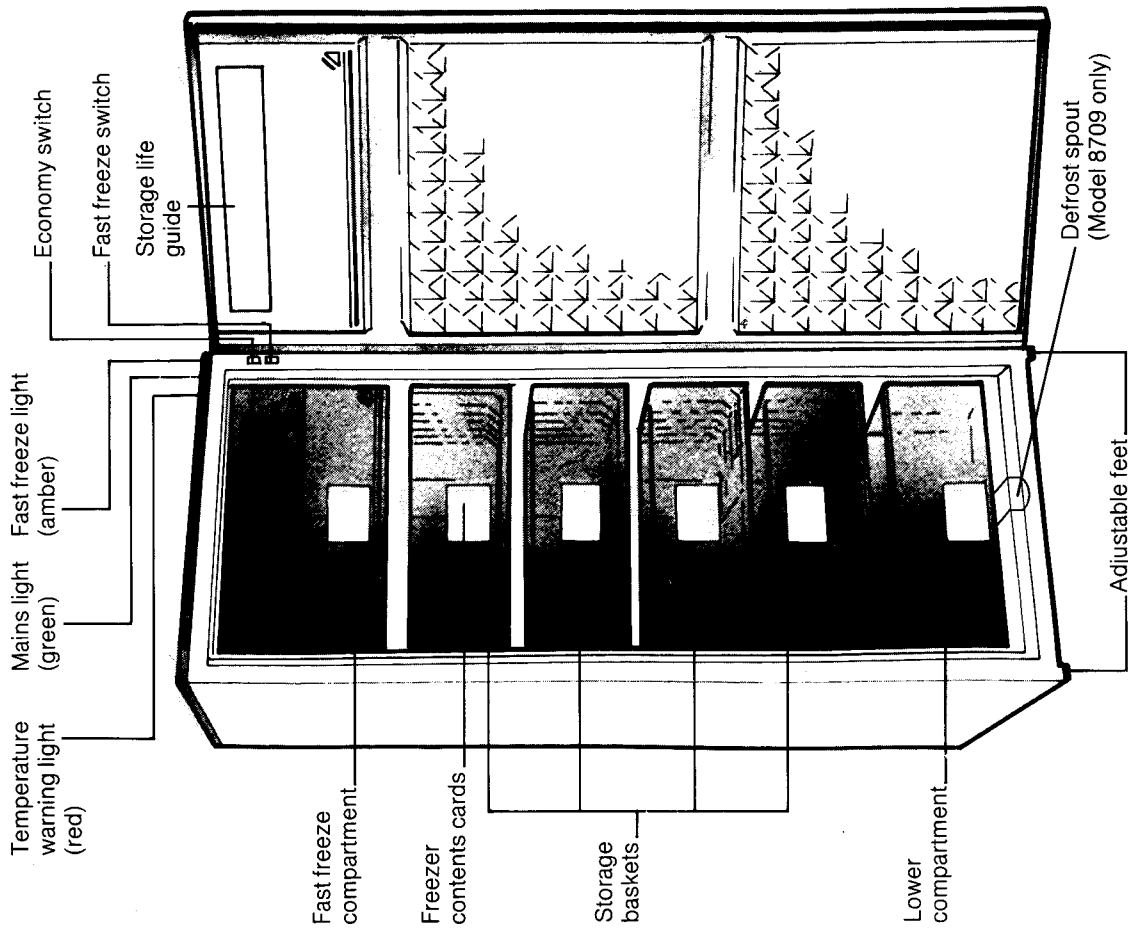 Temperature
warning light
(red)
Mains light
(green)
Fast freeze light
(amber)
Economy switch
Fast freeze switch
Storage life
guide
Fast freeze
compartment
Freezer
contents cards
Storage
baskets
Lower
compartment
Adjustable feet
Defrost spout
(Model 8709 only)